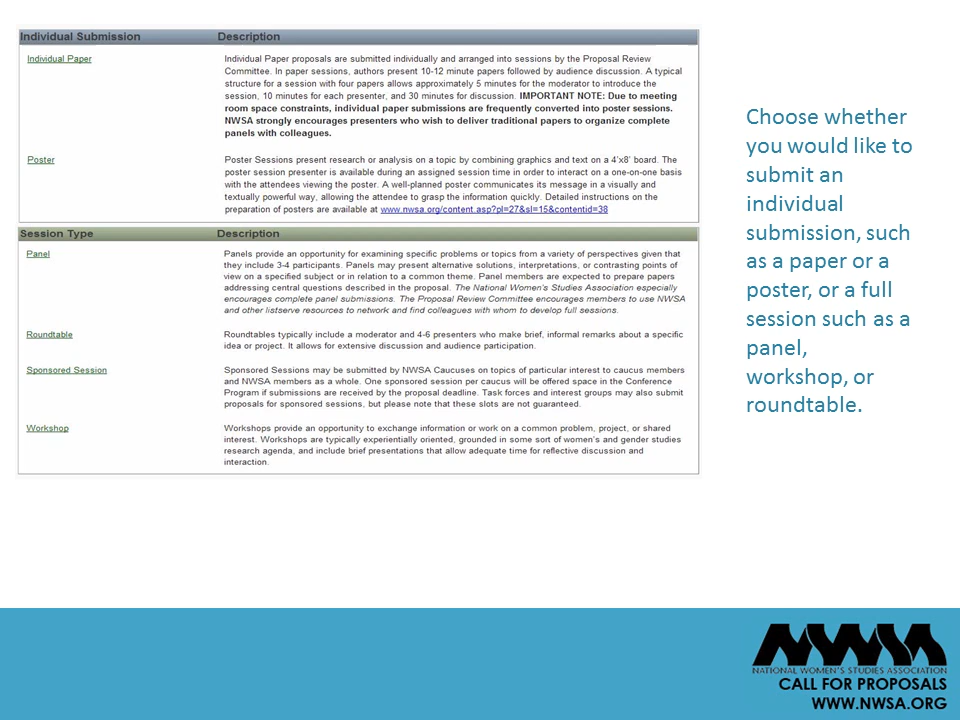 Individual Submission Description
Individual Paper Individual Paper proposals are submitted individually and arranged into sessions by the Proposal Review
Committee. In paper sessions, authors present 10-12 minute papers followed by audience discussion. A typical
structure for a session with four papers allows approximately 5 minutes for the moderator to introduce the
session, 10 minutes for each presenter, and 30 minutes for discussion. IMPORTANT NOTE: Due to meeting
room space constraints, individual paper submissions are frequently converted into poster sessions.
NWSA strongly encourages presenters who wish to deliver traditional papers to organize complete
panels with colleagues.
Poster Poster Sessions present research or analysis on a topic by combining graphics and text on a 4'x8' board. The
poster session presenter is available during an assigned session time in order to interact on a one-on-one basis
with the attendees viewing the poster. A well-planned poster communicates its message in a visually and
textually powerful way, allowing the attendee to grasp the information quickly. Detailed instructions on the
preparation of posters are available at www.nwsa.org/content.asp?pl=27&sl=15&contentid=38
Session Type Description
Panel Panels provide an opportunity for examining specific problems or topics from a variety of perspectives given that
they include 3-4 participants. Panels may present alternative solutions, interpretations, or contrasting points of
view on a specified subject or in relation to a common theme. Panel members are expected to prepare papers
addressing central questions described in the proposal. The National Women's Studies Association especially
encourages complete panel submissions. The Proposal Review Committee encourages members to use NWSA
and other listserve resources to network and find colleagues with whom to develop full sessions.
Roundtable Roundtables typically include a moderator and 4-6 presenters who make brief, informal remarks about a specific
idea or project. It allows for extensive discussion and audience participation.
Sponsored Session Sponsored Sessions may be submitted by NWSA Caucuses on topics of particular interest to caucus members
and NWSA members as a whole. One sponsored session per caucus will be offered space in the Conference
Program if submissions are received by the proposal deadline. Task forces and interest groups may also submit
proposals for sponsored sessions, but please note that these slots are not guaranteed.
Workshop Workshops provide an opportunity to exchange information or work on a common problem, project, or shared
interest. Workshops are typically experientially oriented, grounded in some sort of women's and gender studies
research agenda, and include brief presentations that allow adequate time for reflective discussion and
interaction.
Choose whether
you would like to
submit an
individual
submission, such
as a paper or a
poster, or a full
session such as a
panel,
workshop, or
roundtable.
NWSA
NATIONAL WOMEN'S STUDIES ASSOCIATION
CALL FOR PROPOSALS
WWW.NWSA.ORG